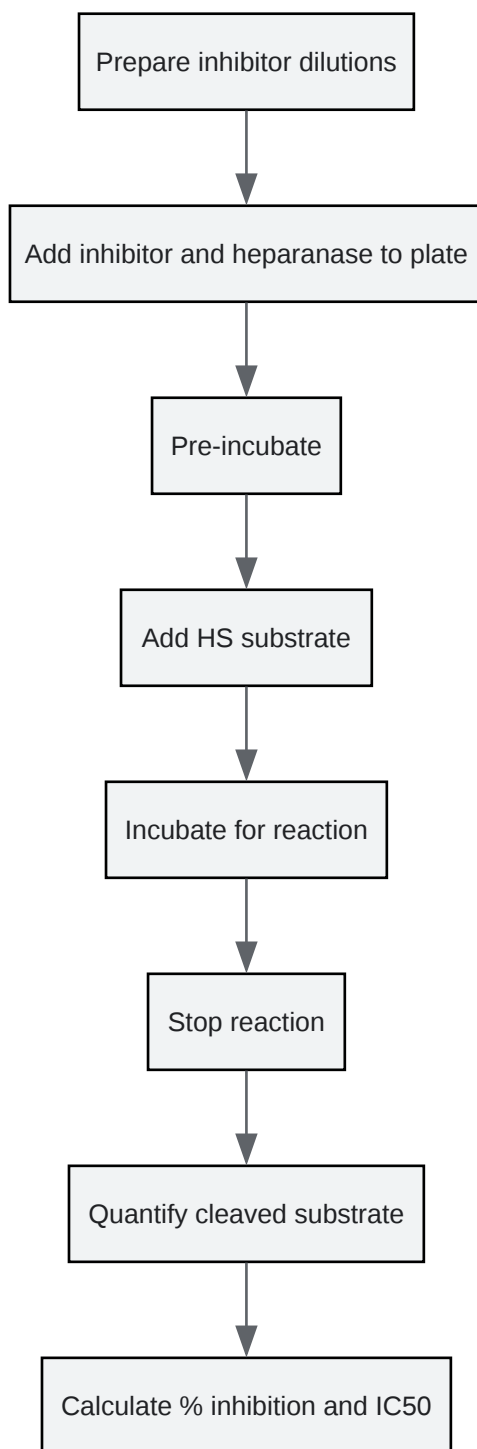 Prepare inhibitor dilutions
Add inhibitor and heparanase to plate
Pre-incubate
Add HS substrate
Incubate for reaction
Stop reaction
Quantify cleaved substrate
Calculate % inhibition and IC50